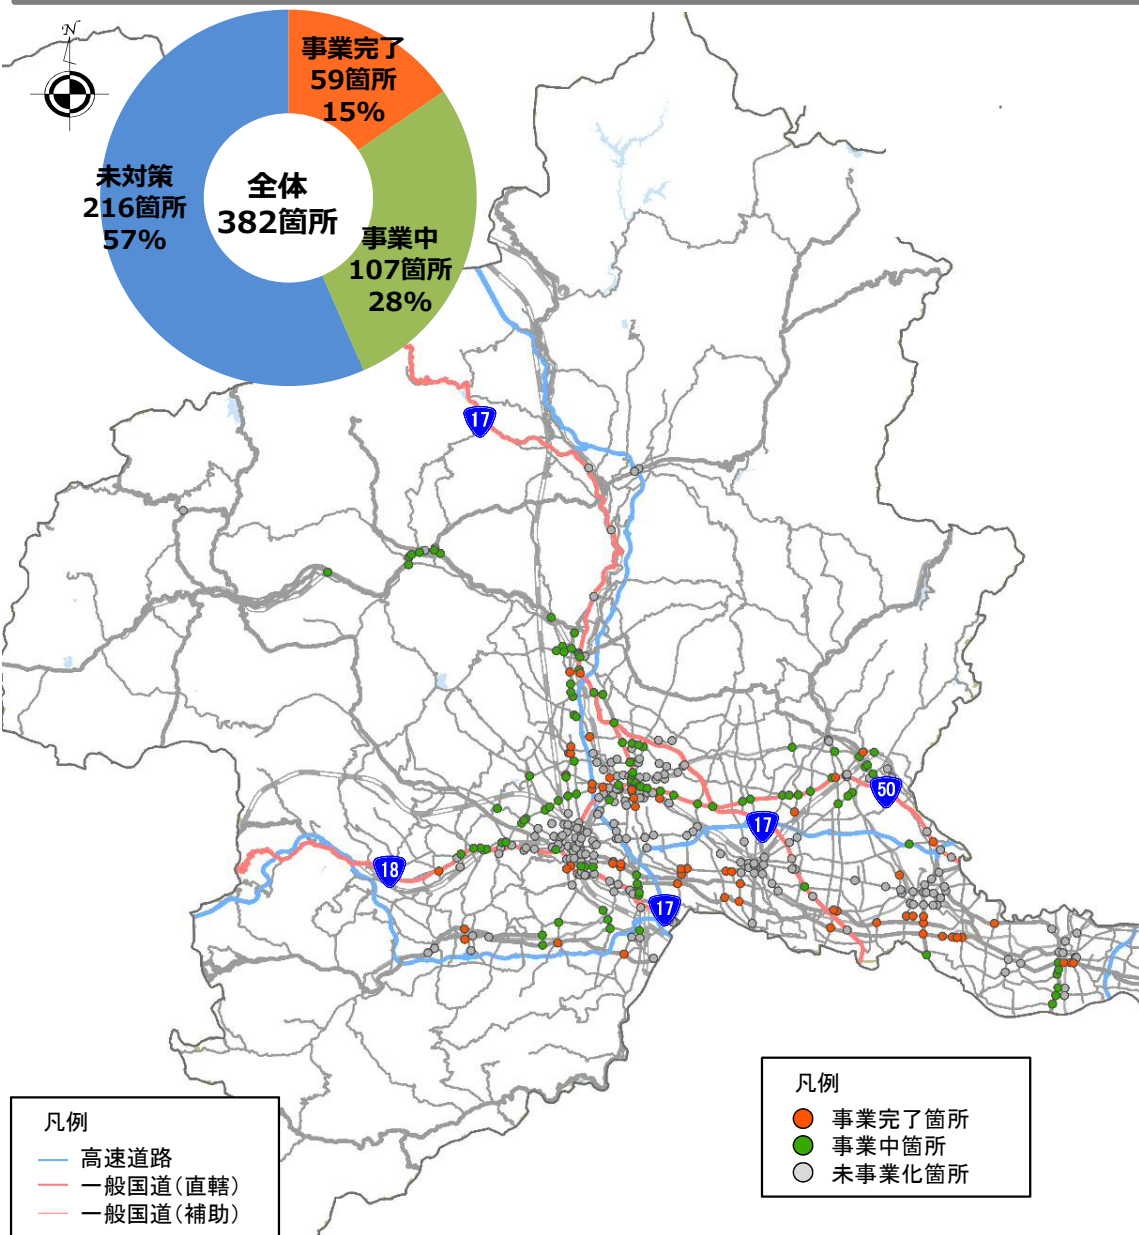 N
事業完了
59箇所
15%
未対策
216箇所
57%
全体
382箇所
事業中
107箇所
28%
17
50
17
18
17
凡例
高速道路
一般国道(直轄)
一般国道(補助)
凡例
事業完了箇所
事業中箇所
未事業化箇所